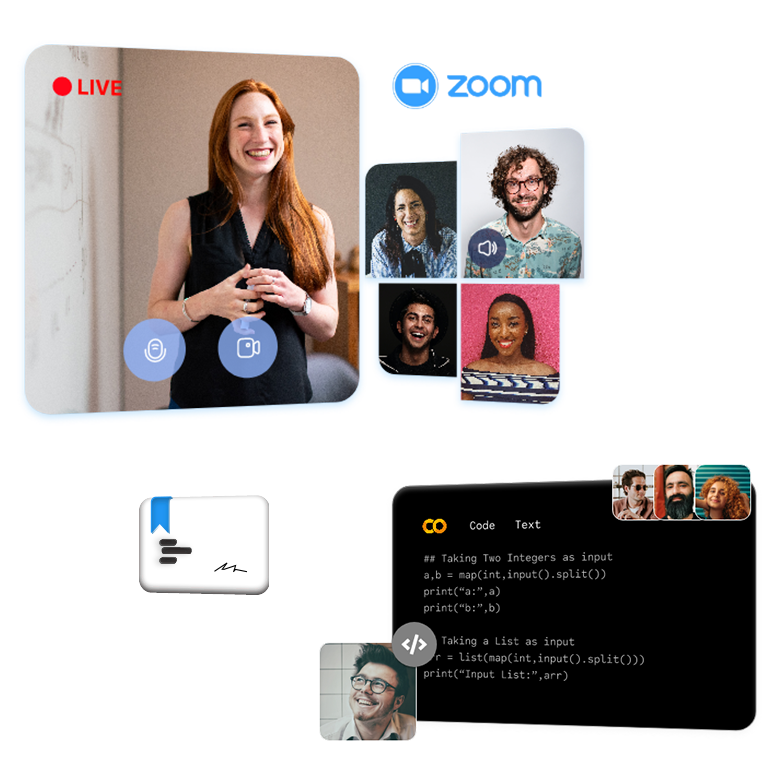 LIVE
zoom
Code Text
## Taking Two Integers as input
a,b = map(int,input().split())
print(“a:”,a)
print(“b:”,b)
Taking a List as input
r = list(map(int,input().split()))
print(“Input List:”,arr)